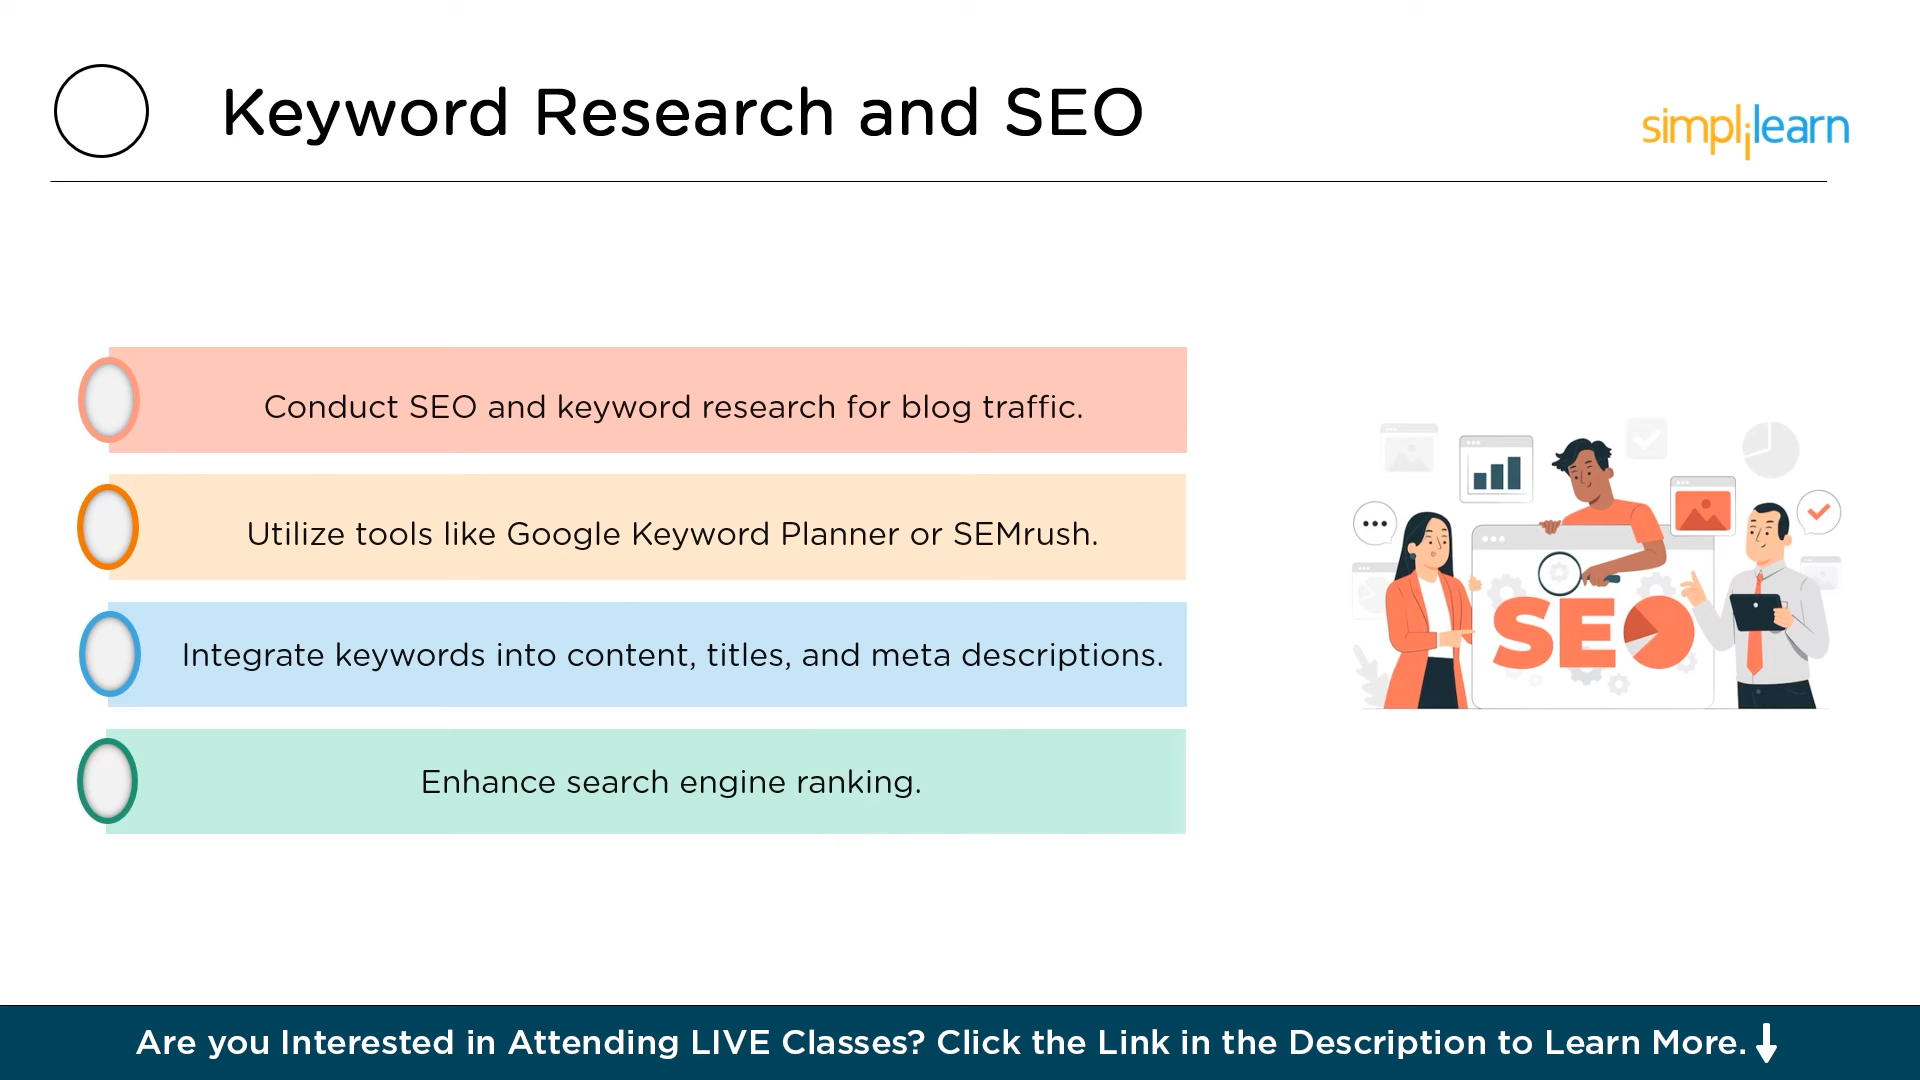 Keyword Research and SEO
simplilearn
Conduct SEO and keyword research for blog traffic.
Utilize tools like Google Keyword Planner or SEMrush.
Integrate keywords into content, titles, and meta descriptions.
Enhance search engine ranking.
SEO
Are you Interested in Attending LIVE Classes? Click the Link in the Description to Learn More.